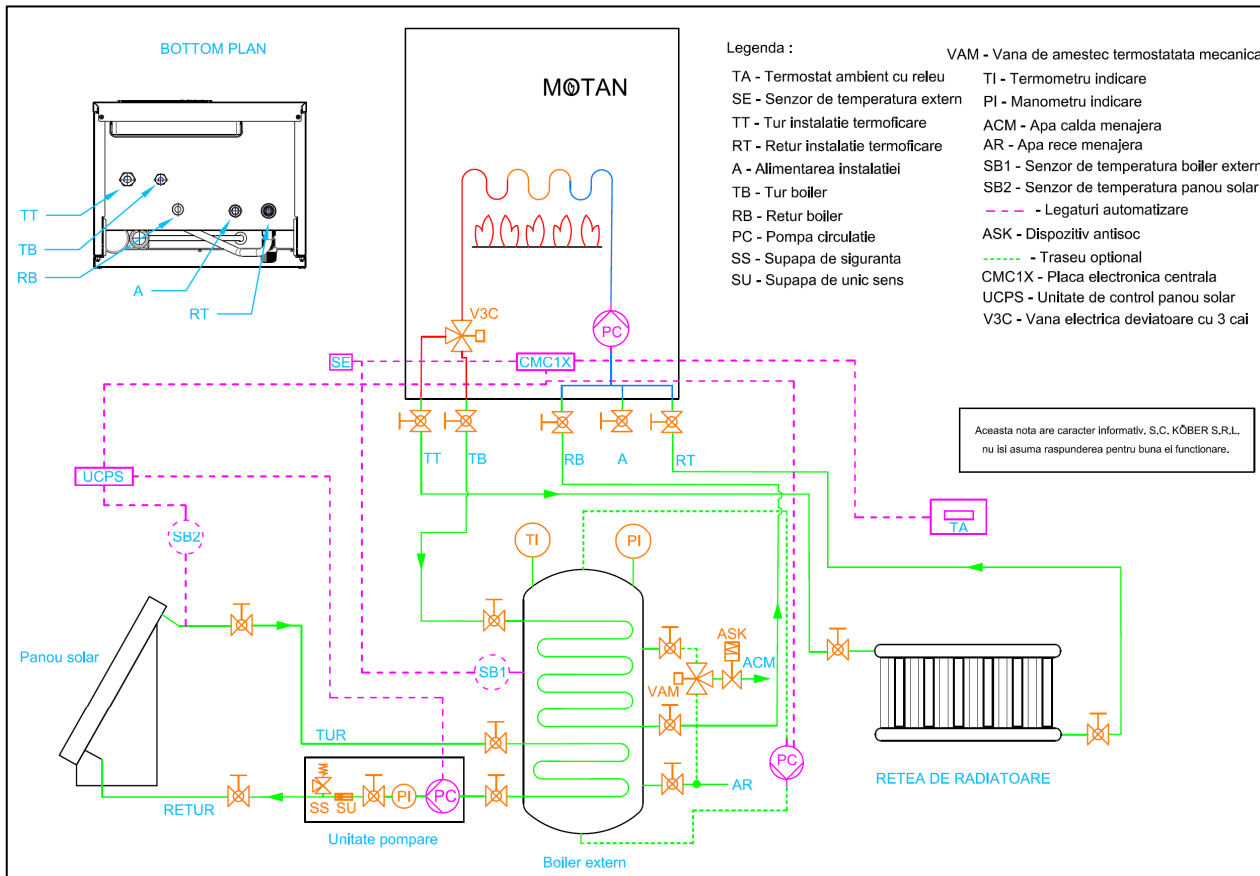 BOTTOM PLAN
TT
TB
RB
A
RT
MOTAN
V3C
PC
SE
CMC1X
TT
TB
RB
A
RT
Legenda :
TA - Termostat ambient cu releu
SE - Senzor de temperatura extern
TT - Tur instalatie termoficare
RT - Retur instalatie termoficare
A - Alimentarea instalatiei
TB - Tur boiler
RB - Retur boiler
PC - Pompa circulatie
SS - Supapa de siguranta
SU - Supapa de unic sens
VAM - Vana de amestec termostatata mecanica
TI - Termometru indicare
PI - Manometru indicare
ACM - Apa calda menajera
AR - Apa rece menajera
SB1 - Senzor de temperatura boiler extern
SB2 - Senzor de temperatura panou solar
- Legaturi automatizare
ASK - Dispozitiv antisoc
- Traseu optional
CMC1X - Placa electronica centrala
UCPS - Unitate de control panou solar
V3C - Vana electrica deviatoare cu 3 cai
Aceasta nota are caracter informativ. S.C. KÖBER S.R.L.
nu isi asuma raspunderea pentru buna ei functionare.
UCPS
SB2
TA
TI
PI
Panou solar
SB1
ASK
ACM
VAM
TUR
RETUR
SS
SU
PI
PC
AR
PC
Unitate pompare
Boiler extern
RETEA DE RADIATOARE